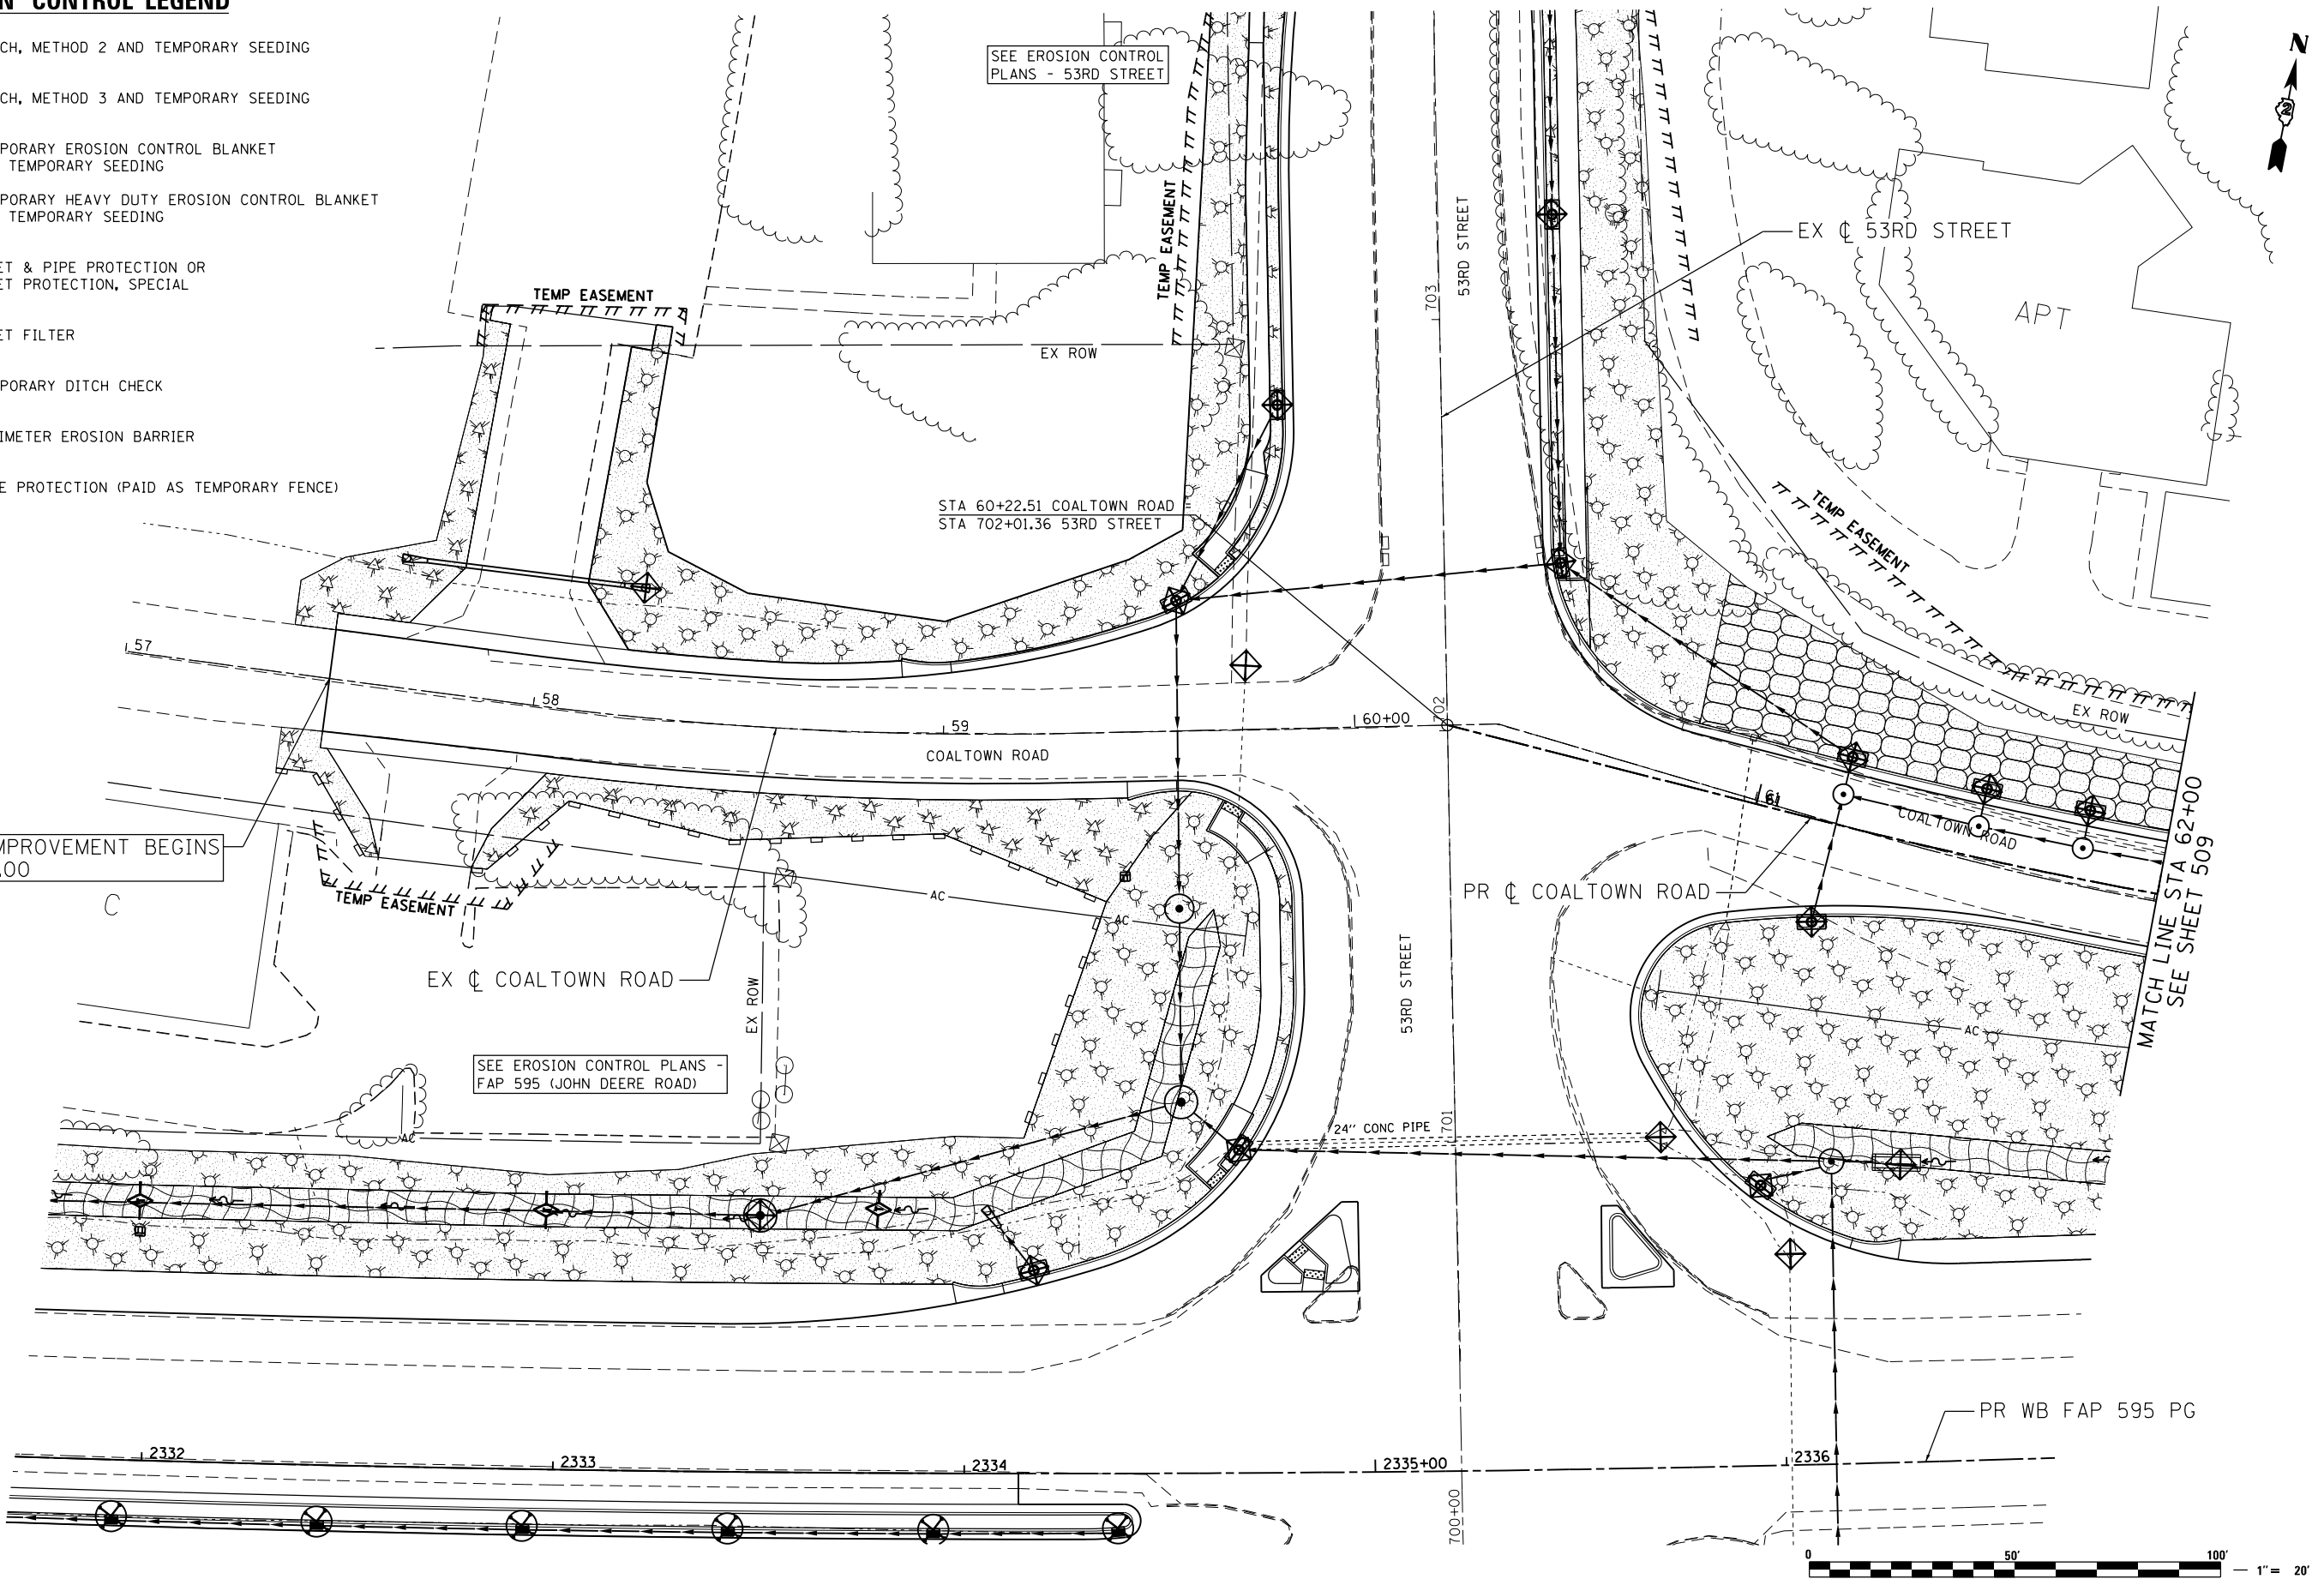 CONTROL LEGEND
CH, METHOD 2 AND TEMPORARY SEEDING
CH, METHOD 3 AND TEMPORARY SEEDING
PORARY EROSION CONTROL BLANKET
TEMPORARY SEEDING
PORARY HEAVY DUTY EROSION CONTROL BLANKET
TEMPORARY SEEDING
ET & PIPE PROTECTION OR
ET PROTECTION, SPECIAL
ET FILTER
PORARY DITCH CHECK
IMETER EROSION BARRIER
E PROTECTION (PAID AS TEMPORARY FENCE)
SEE EROSION CONTROL
PLANS - 53RD STREET
N
2
TEMP EASEMENT
TEMP EASEMENT
EX ROW
703
53RD STREET
EX ℄ 53RD STREET
APT
TEMP EASEMENT
STA 60+22.51 COALTOWN ROAD =
STA 702+01.36 53RD STREET
57
58
59
60+00
702
61
COALTOWN ROAD
COALTOWN ROAD
EX ROW
MATCH LINE STA 62+00
SEE SHEET 509
MPROVEMENT BEGINS
.00
C
TEMP EASEMENT
AC
AC
PR ℄ COALTOWN ROAD
EX ℄ COALTOWN ROAD
EX ROW
53RD STREET
AC
SEE EROSION CONTROL PLANS -
FAP 595 (JOHN DEERE ROAD)
AC
24'' CONC PIPE
701
PR WB FAP 595 PG
2332
2333
2334
2335+00
2336
700+00
0 50' 100'
1" = 20'